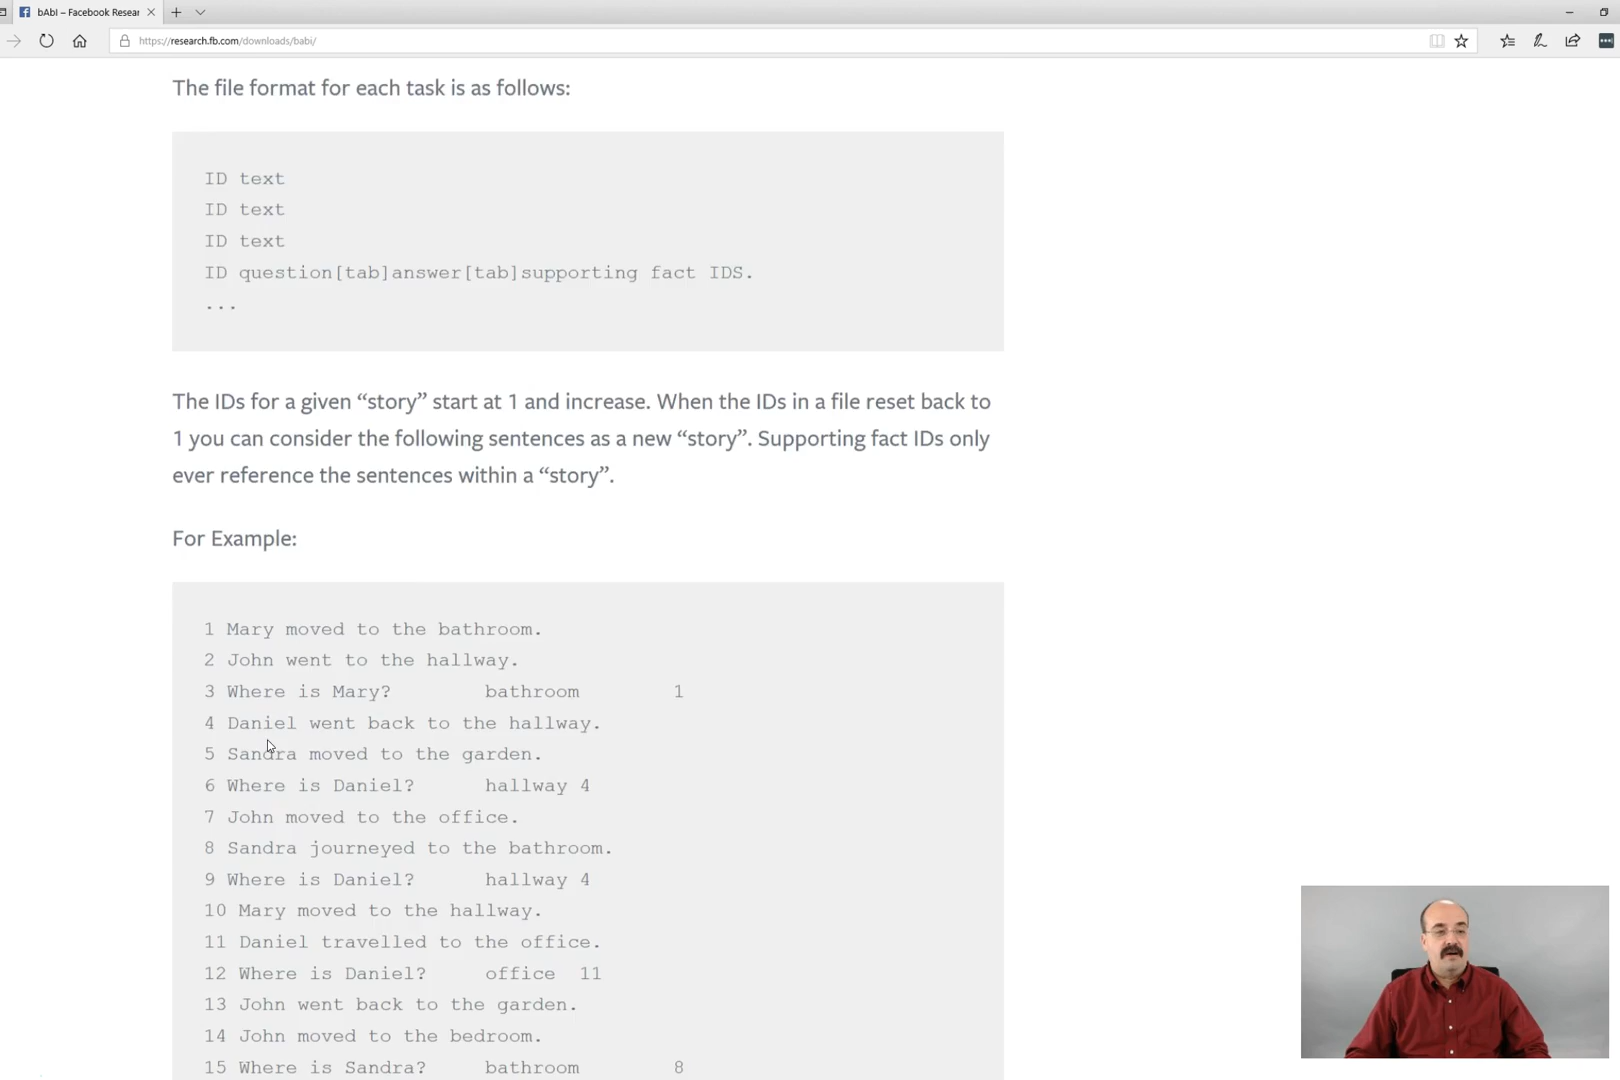 bAbI – Facebook Resear
https://research.fb.com/downloads/babi/
The file format for each task is as follows:
ID text
ID text
ID text
ID question[tab]answer[tab]supporting fact IDS.
...
The IDs for a given “story” start at 1 and increase. When the IDs in a file reset back to
1 you can consider the following sentences as a new “story”. Supporting fact IDs only
ever reference the sentences within a “story”.
For Example:
1 Mary moved to the bathroom.
2 John went to the hallway.
3 Where is Mary? bathroom 1
4 Daniel went back to the hallway.
5 Sandra moved to the garden.
6 Where is Daniel? hallway 4
7 John moved to the office.
8 Sandra journeyed to the bathroom.
9 Where is Daniel? hallway 4
10 Mary moved to the hallway.
11 Daniel travelled to the office.
12 Where is Daniel? office 11
13 John went back to the garden.
14 John moved to the bedroom.
15 Where is Sandra? bathroom 8